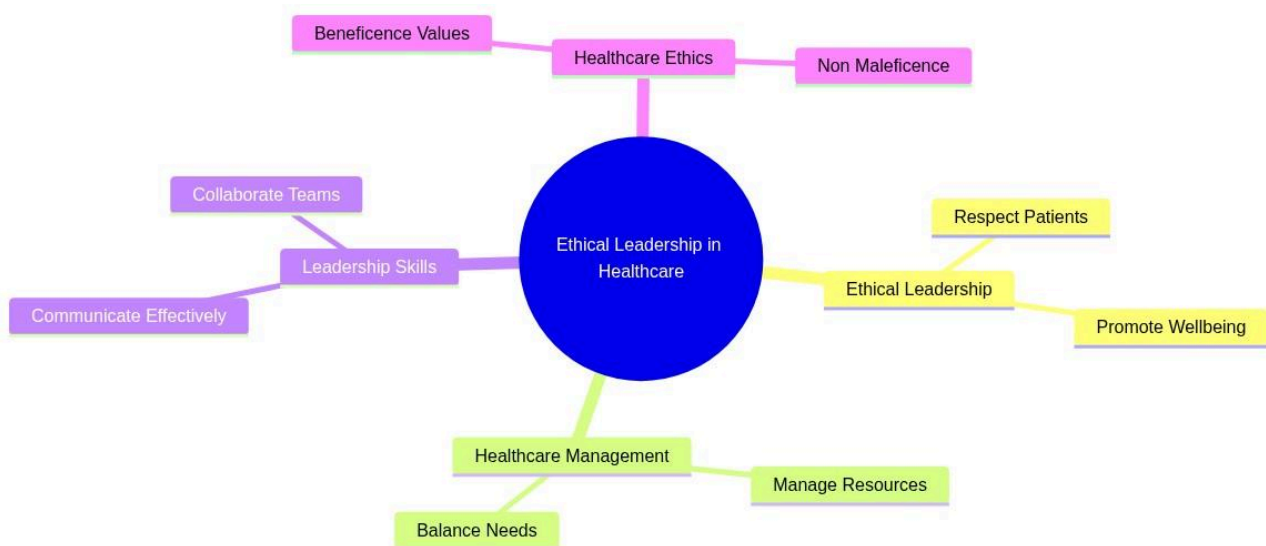 Beneficence Values
Healthcare Ethics
Non Maleficence
Collaborate Teams
Leadership Skills
Communicate Effectively
Ethical Leadership in
Healthcare
Respect Patients
Ethical Leadership
Promote Wellbeing
Healthcare Management
Manage Resources
Balance Needs